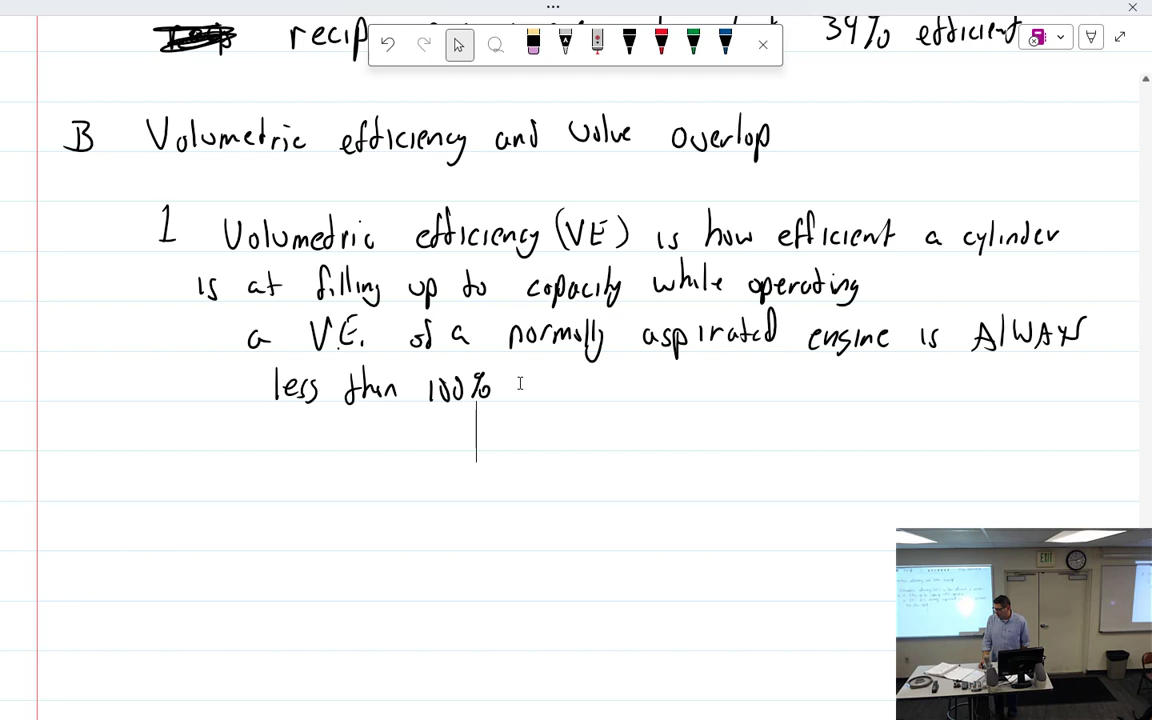 recip 34% efficient
B Volumetric efficiency and valve overlap
1 Volumetric efficiency (VE) is how efficient a cylinder
is at filling up to capacity while operating
a V.E. of a normally aspirated engine is AlWAYS
less than 100%
EXIT